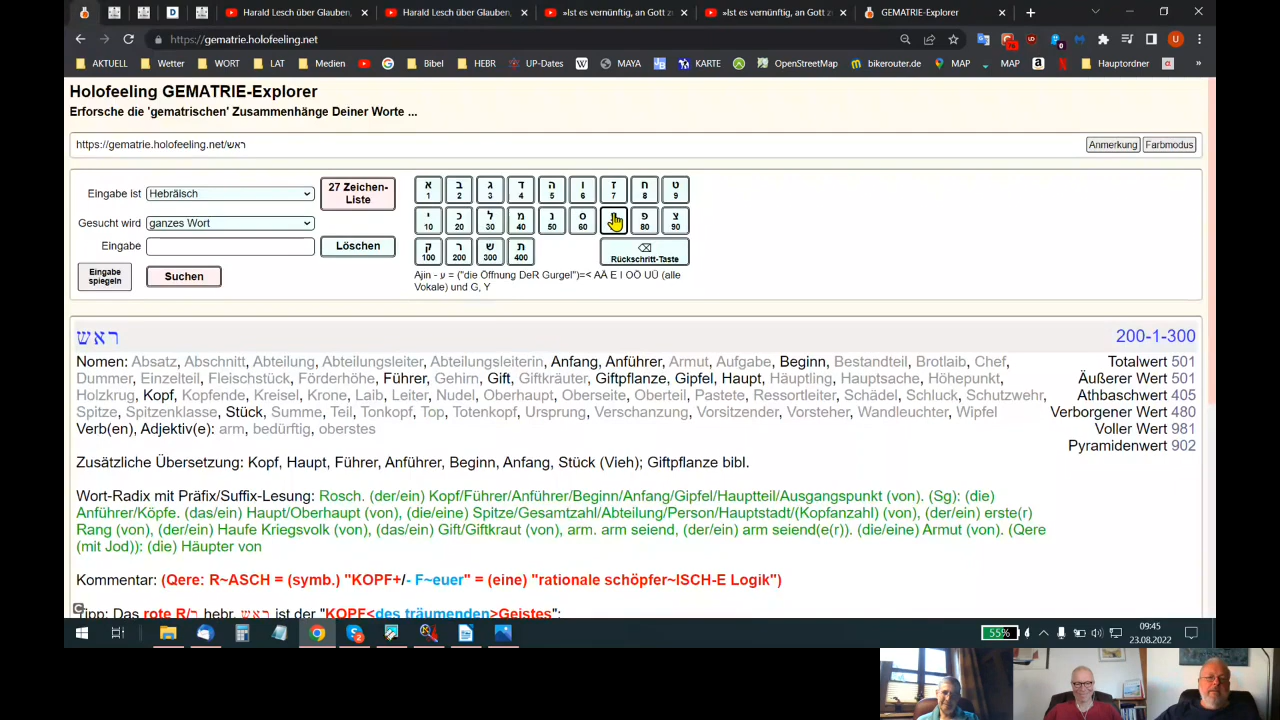 Harald Lesch über Glauben,
Harald Lesch über Glauben,
»Ist es vernünftig, an Gott z
»Ist es vernünftig, an Gott z
GEMATRIE-Explorer
https://gematrie.holofeeling.net
AKTUELL Wetter WORT LAT Medien Bibel HEBR UP-Dates MAYA KARTE OpenStreetMap bikerouter.de MAP MAP Hauptordner »
Holofeeling GEMATRIE-Explorer
Erforsche die 'gematrischen' Zusammenhänge Deiner Worte ...
https://gematrie.holofeeling.net/ראש
Anmerkung Farbmodus
Eingabe ist Hebräisch
27 Zeichen-
Liste
Gesucht wird ganzes Wort
Eingabe
Löschen
Eingabe
spiegeln
Suchen
א ב ג ד ה ו ז ח ט
1 2 3 4 5 6 7 8 9
י כ ל מ נ ס פ צ
10 20 30 40 50 60 80 90
ק ר ש ת
100 200 300 400
⌫
Rückschritt-Taste
Ajin - ע = ("die Öffnung DeR Gurgel")=< AÄ E I OÖ UÜ (alle
Vokale) und G, Y
ראש
200-1-300
Nomen: Absatz, Abschnitt, Abteilung, Abteilungsleiter, Abteilungsleiterin, Anfang, Anführer, Armut, Aufgabe, Beginn, Bestandteil, Brotlaib, Chef,
Dummer, Einzelteil, Fleischstück, Förderhöhe, Führer, Gehirn, Gift, Giftkräuter, Giftpflanze, Gipfel, Haupt, Häuptling, Hauptsache, Höhepunkt,
Holzkrug, Kopf, Kopfende, Kreisel, Krone, Laib, Leiter, Nudel, Oberhaupt, Oberseite, Oberteil, Pastete, Ressortleiter, Schädel, Schluck, Schutzwehr,
Spitze, Spitzenklasse, Stück, Summe, Teil, Tonkopf, Top, Totenkopf, Ursprung, Verschanzung, Vorsitzender, Vorsteher, Wandleuchter, Wipfel
Verb(en), Adjektiv(e): arm, bedürftig, oberstes
Totalwert 501
Äußerer Wert 501
Athbaschwert 405
Verborgener Wert 480
Voller Wert 981
Pyramidenwert 902
Zusätzliche Übersetzung: Kopf, Haupt, Führer, Anführer, Beginn, Anfang, Stück (Vieh); Giftpflanze bibl.
Wort-Radix mit Präfix/Suffix-Lesung: Rosch. (der/ein) Kopf/Führer/Anführer/Beginn/Anfang/Gipfel/Hauptteil/Ausgangspunkt (von). (Sg): (die)
Anführer/Köpfe. (das/ein) Haupt/Oberhaupt (von), (die/eine) Spitze/Gesamtzahl/Abteilung/Person/Hauptstadt/(Kopfanzahl) (von), (der/ein) erste(r)
Rang (von), (der/ein) Haufe Kriegsvolk (von), (das/ein) Gift/Giftkraut (von), arm. arm seiend, (der/ein) arm seiend(e(r)). (die/eine) Armut (von). (Qere
(mit Jod)): (die) Häupter von
Kommentar: (Qere: R~ASCH = (symb.) "KOPF+/- F~euer" = (eine) "rationale schöpfer~ISCH-E Logik")
Tipp: Das rote R/ר hebr. ראש ist der "KOPF<des träumenden>Geistes":
55%
09:45
23.08.2022